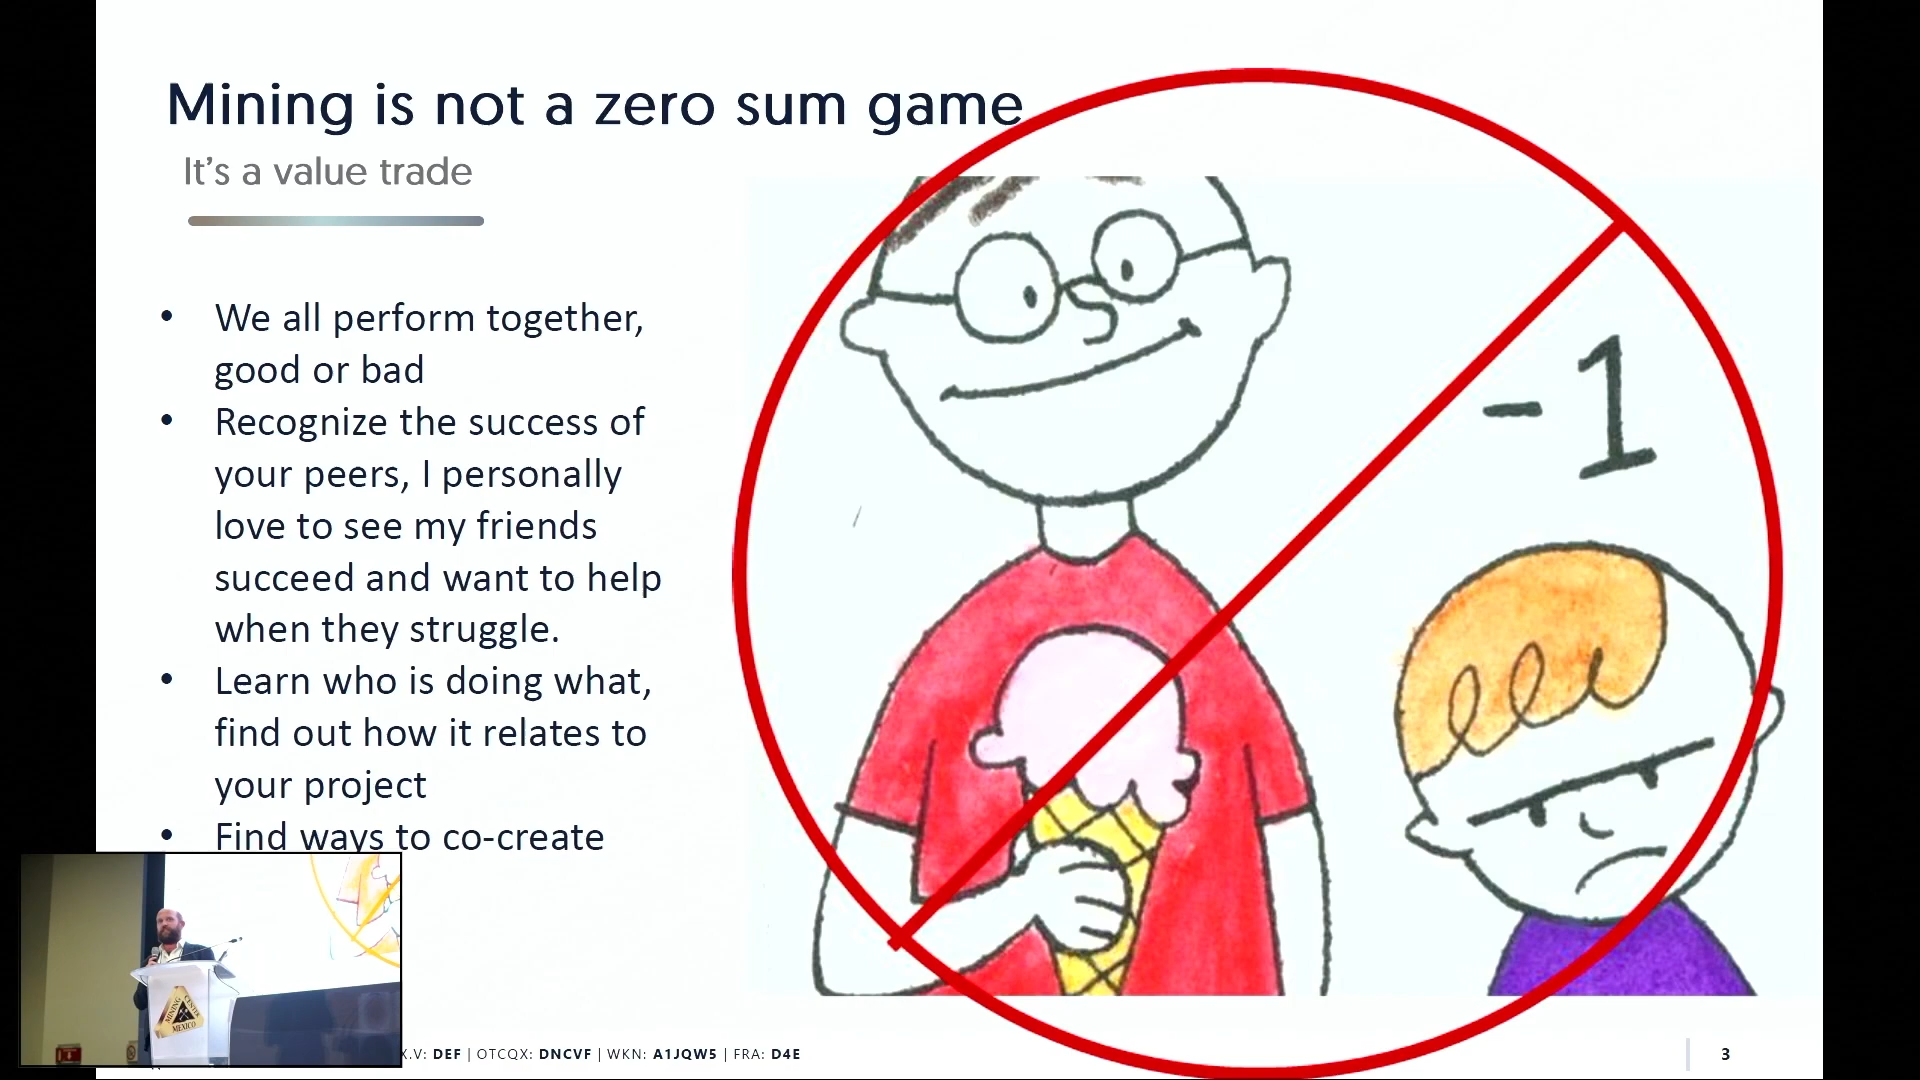 Mining is not a zero sum game
It's a value trade
• We all perform together,
good or bad
• Recognize the success of
your peers, I personally
love to see my friends
succeed and want to help
when they struggle.
• Learn who is doing what,
find out how it relates to
your project
• Find ways to co-create
-1
MINING CENTER
MEXICO
X.V: DEF | OTCQX: DNCVF | WKN: A1JQW5 | FRA: D4E
3